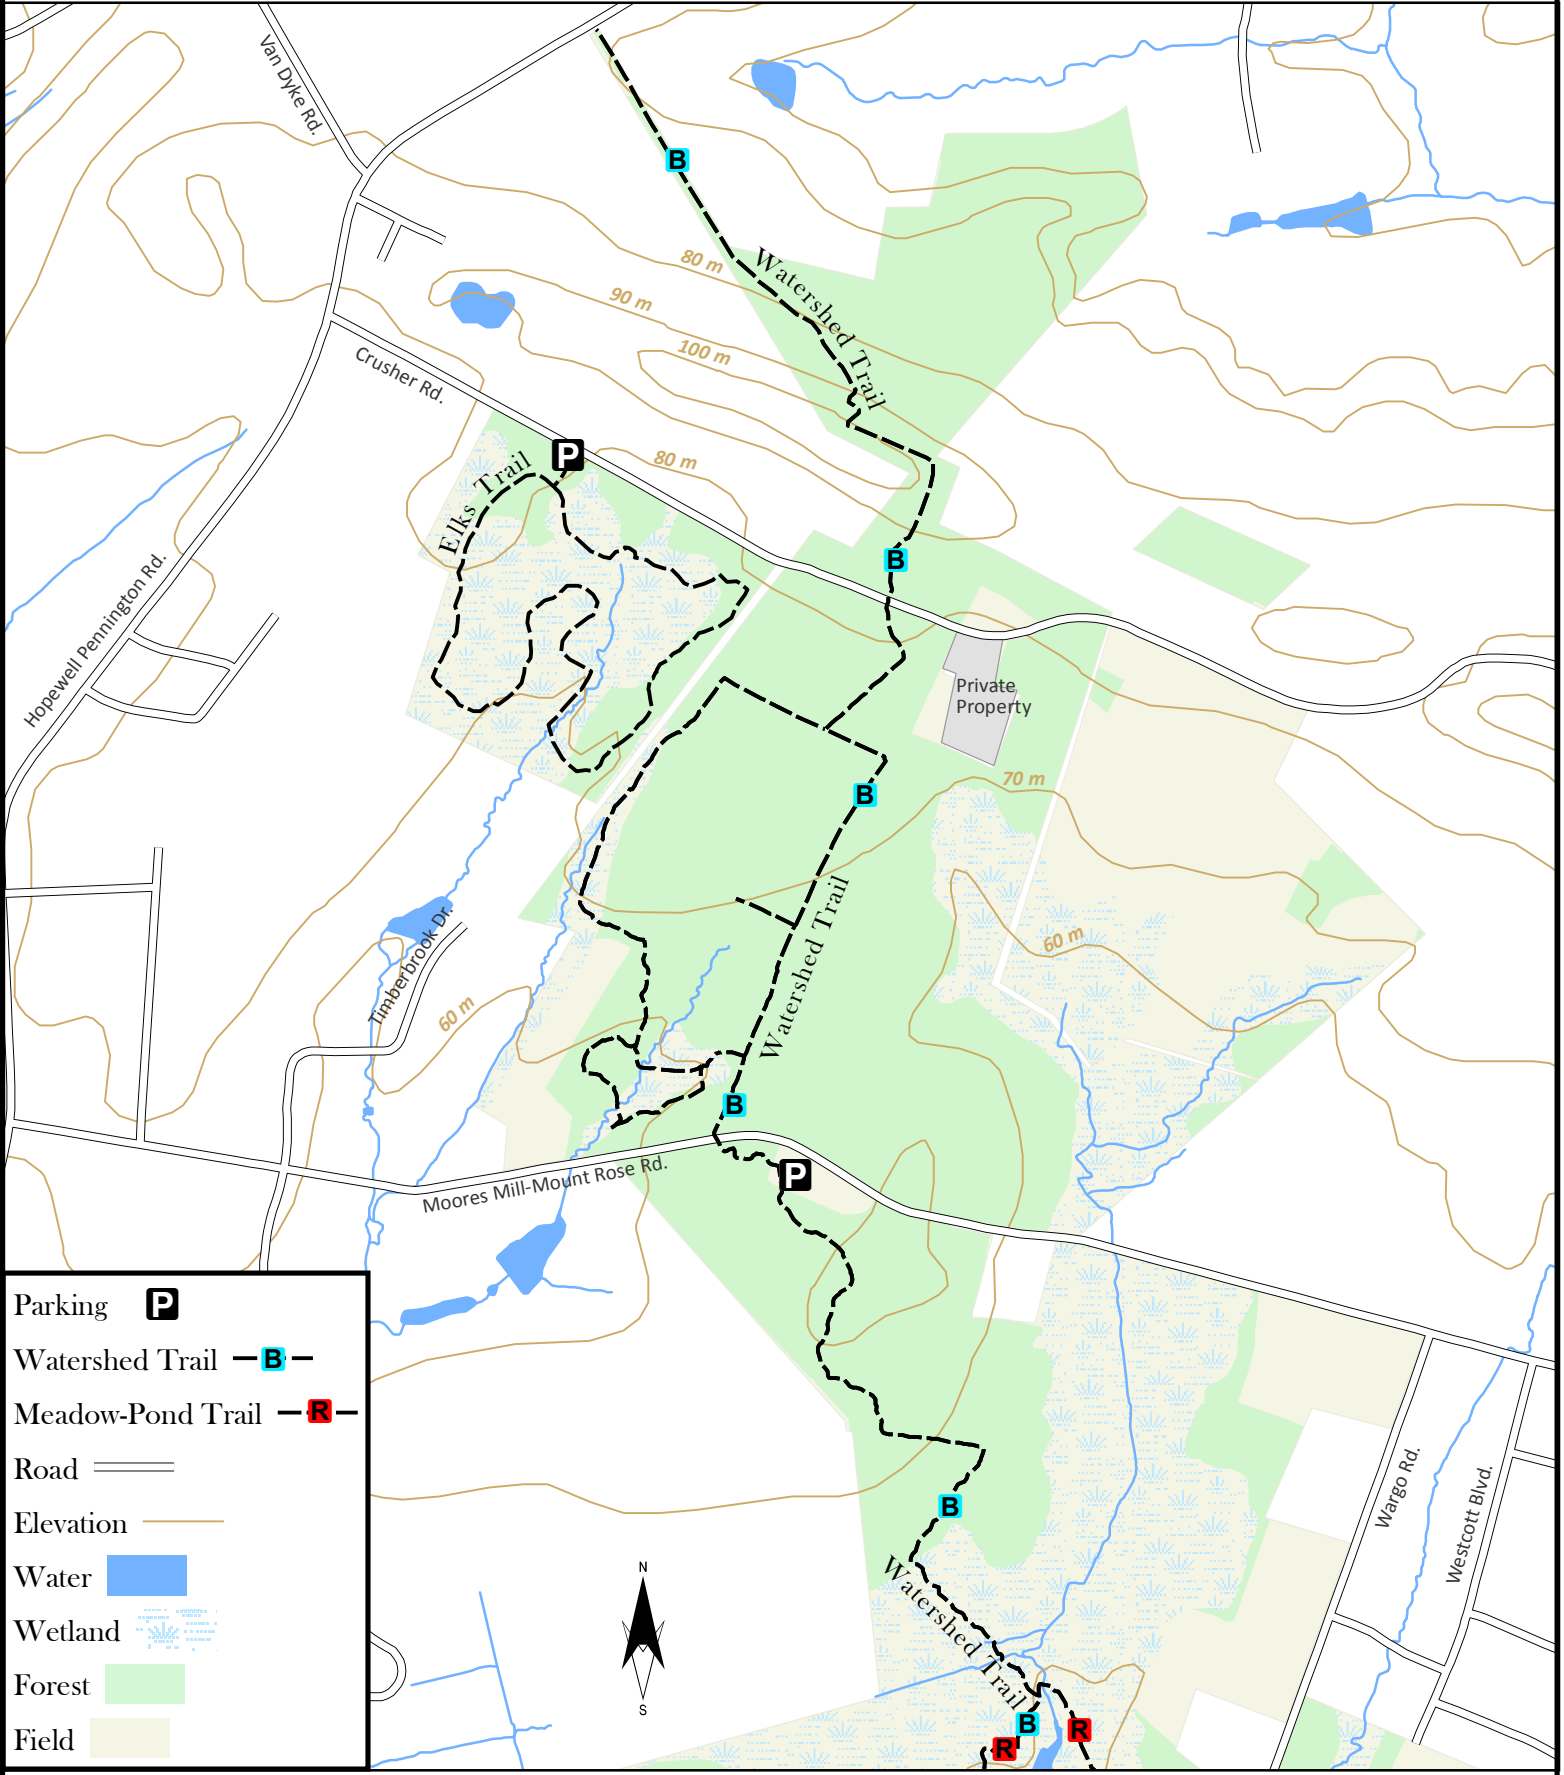 Van Dyke Rd.
B
Watershed Trail
80 m
90 m
100 m
Crusher Rd.
P
80 m
Elks Trail
B
Hopewell Pennington Rd.
Private
Property
70 m
B
Watershed Trail
60 m
Timberbrook Dr.
60 m
B
P
Moores Mill-Mount Rose Rd.
Parking P
Watershed Trail B
Meadow-Pond Trail R
Road
Elevation
Water
Wetland
Forest
Field
Wargo Rd.
Westcott Blvd.
B
Watershed Trail
N
S
B
R
R